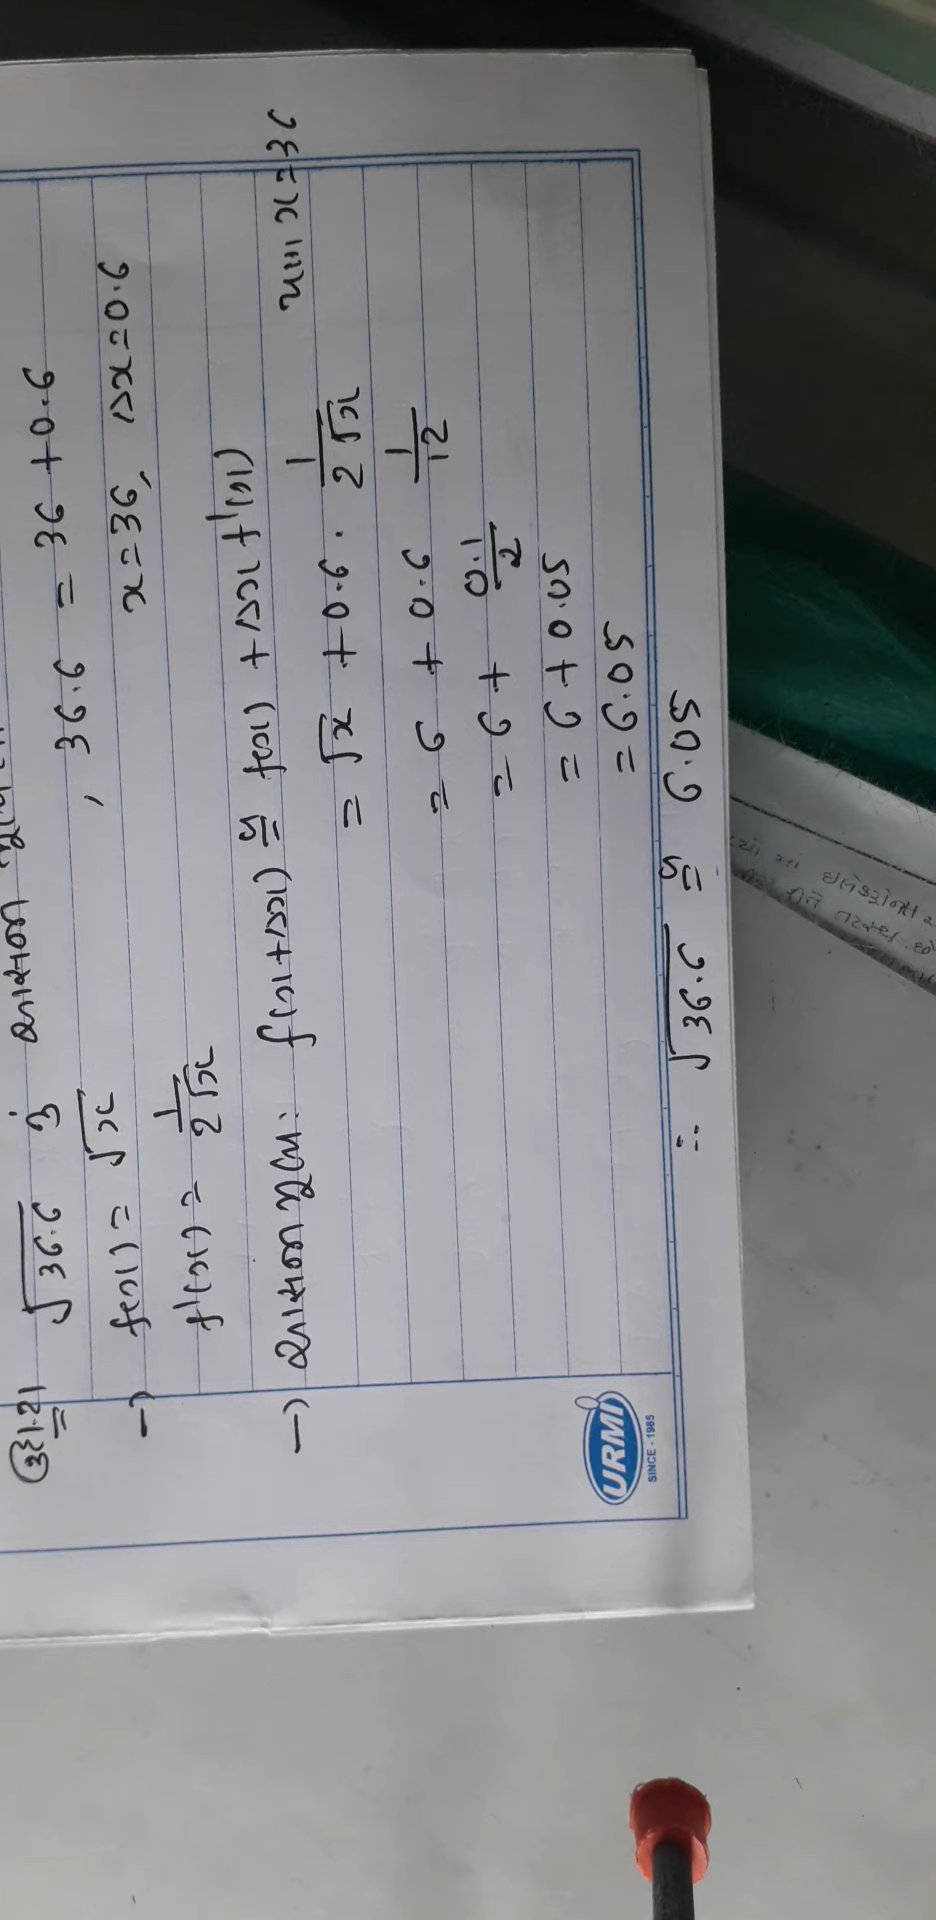 ઉદા.21 √36.6 નું આસન્ન મૂલ્ય
→ f(x) = √x , 36.6 = 36 + 0.6
f'(x) = 1/2√x x = 36, Δx = 0.6
→ આસન્ન મૂલ્ય: f(x+Δx) ≅ f(x) + Δx f'(x)
= √x + 0.6 · 1/2√x x = 36
= 6 + 0.6 1/12
= 6 + 0.1/2
= 6 + 0.05
= 6.05
∴ √36.6 ≅ 6.05
URMI
SINCE - 1985